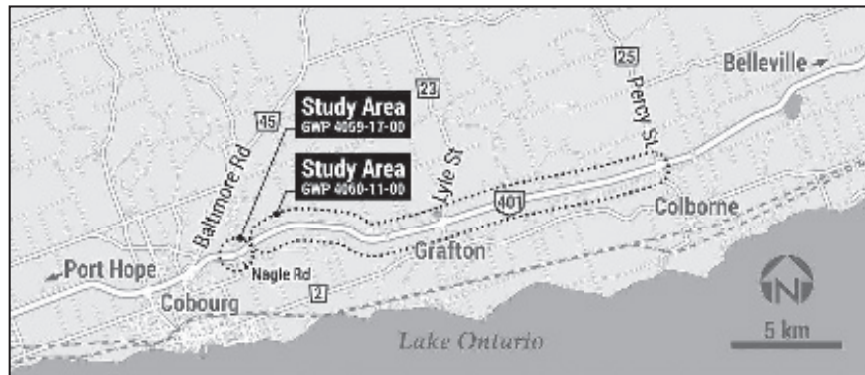 25
Belleville
23
Study Area
GWP 4059-17-00
45
Percy St.
Study Area
GWP 4060-11-00
Lyle St
Baltimore Rd
401
Colborne
Grafton
Port Hope
Nagle Rd
2
Cobourg
N
5 km
Lake Ontario